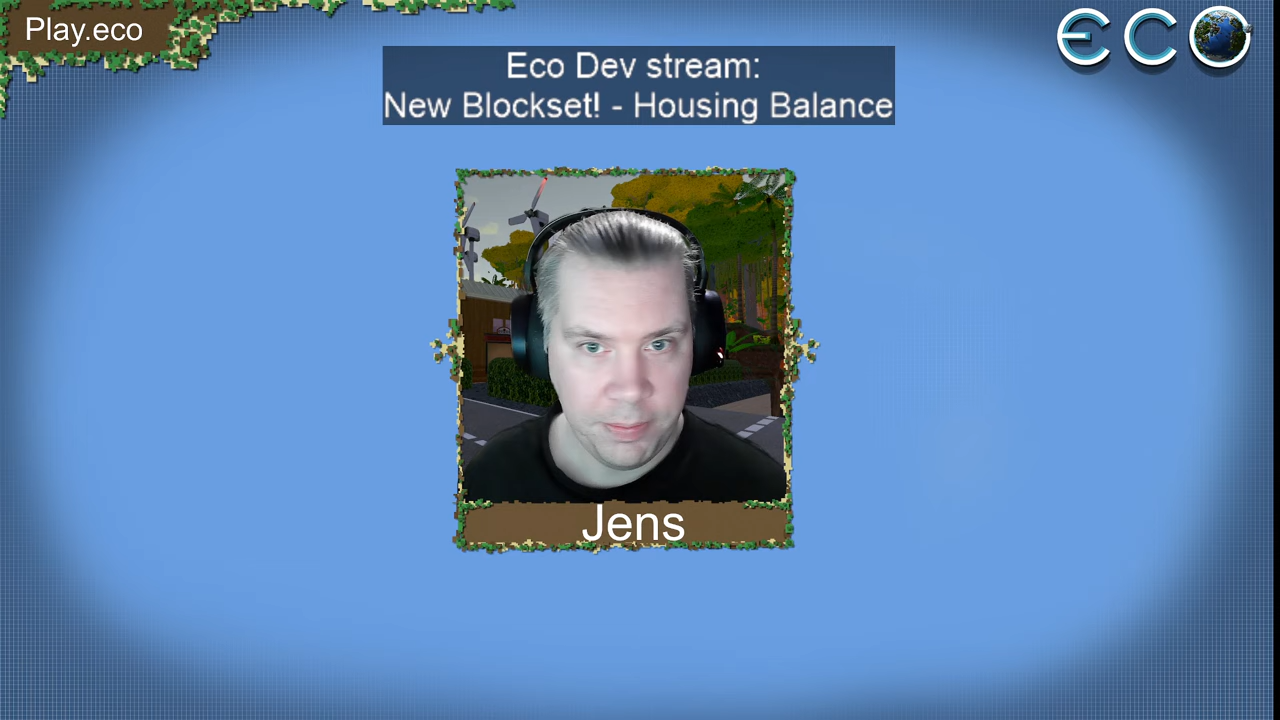 Play.eco
ECO
Eco Dev stream:
New Blockset! - Housing Balance
Jens